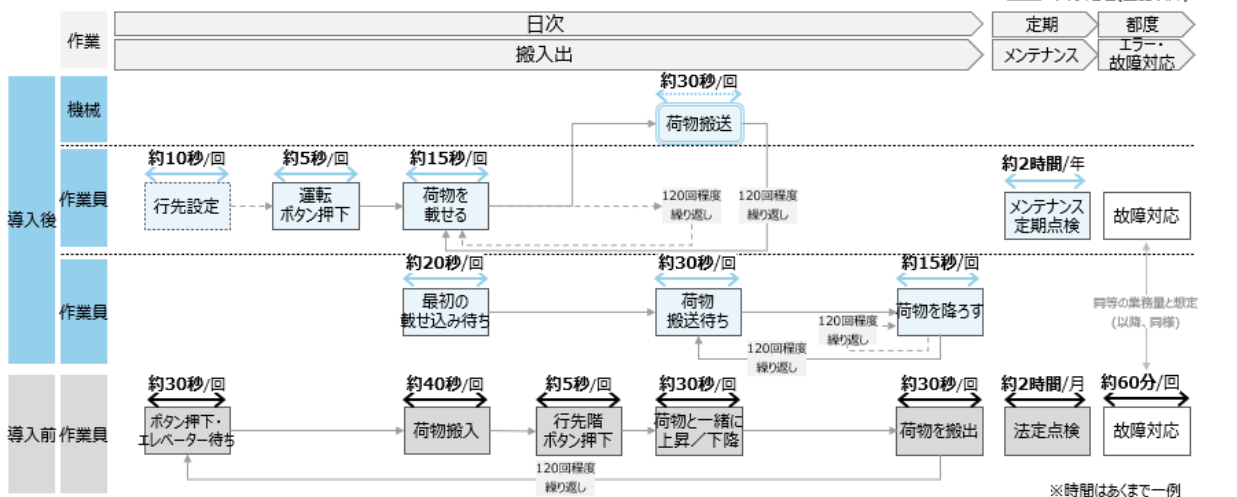 作業
日次
定期
都度
搬入出
メンテナンス
エラー・
故障対応
導入後
機械
約30秒/回
荷物搬送
作業員
約10秒/回
約5秒/回
約15秒/回
約2時間/年
行先設定
運転
ボタン押下
荷物を
載せる
120回程度
繰り返し
120回程度
繰り返し
メンテナンス
定期点検
故障対応
作業員
約20秒/回
約30秒/回
約15秒/回
最初の
載せ込み待ち
荷物
搬送待ち
荷物を降ろす
120回程度
繰り返し
120回程度
繰り返し
同等の業務量と想定
(以降、同様)
導入前
作業員
約30秒/回
約40秒/回
約5秒/回
約30秒/回
約30秒/回
約2時間/月
約60分/回
ボタン押下・
エレベーター待ち
荷物搬入
行先階
ボタン押下
荷物と一緒に
上昇／下降
荷物を搬出
法定点検
故障対応
120回程度
繰り返し
※時間はあくまで一例